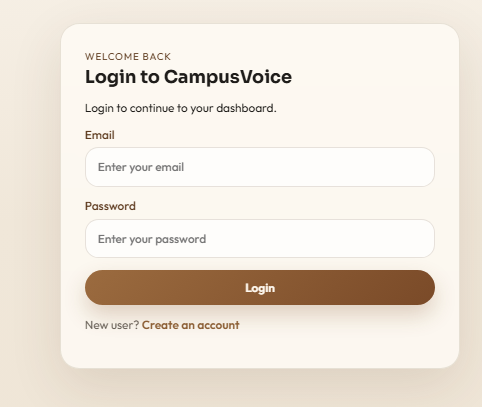 WELCOME BACK
Login to CampusVoice
Login to continue to your dashboard.
Email
Enter your email
Password
Enter your password
Login
New user? Create an account